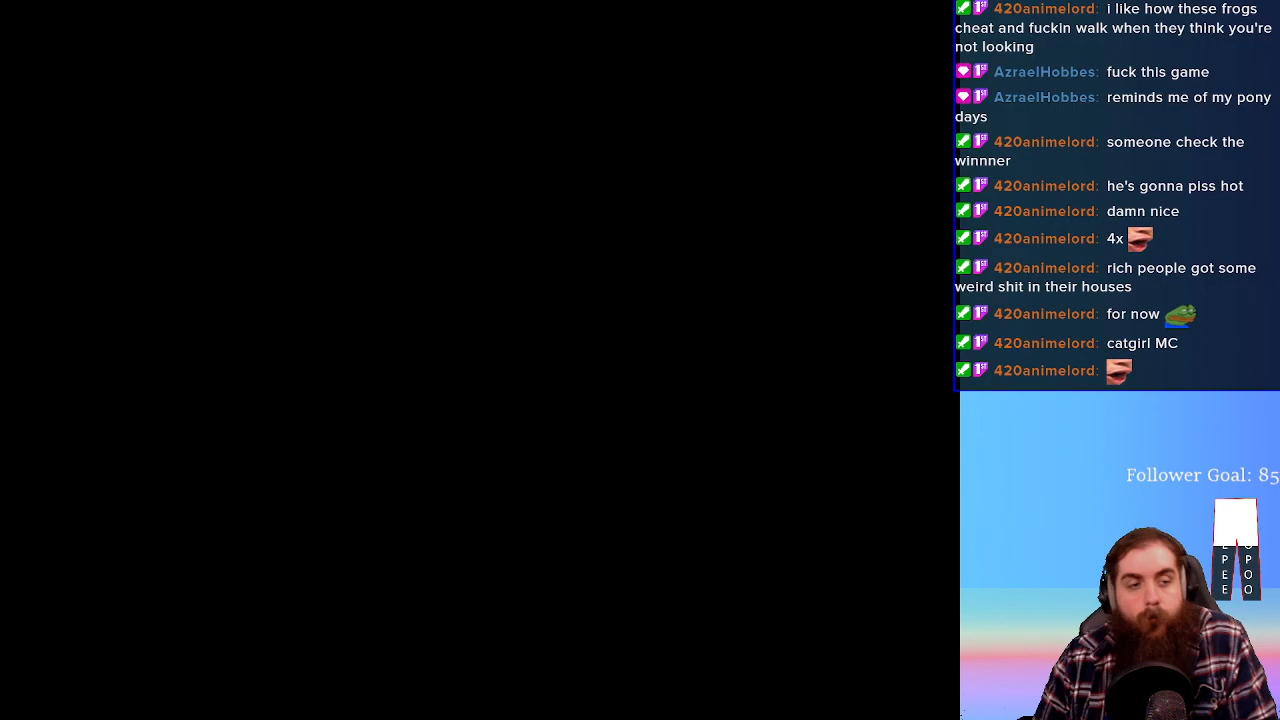 420animelord: i like how these frogs
cheat and fuckin walk when they think you're
not looking
AzraelHobbes: fuck this game
AzraelHobbes: reminds me of my pony
days
420animelord: someone check the
winnner
420animelord: he's gonna piss hot
420animelord: damn nice
420animelord: 4x
420animelord: rich people got some
weird shit in their houses
420animelord: for now
420animelord: catgirl MC
420animelord:
Follower Goal: 85
P P
E O
E O